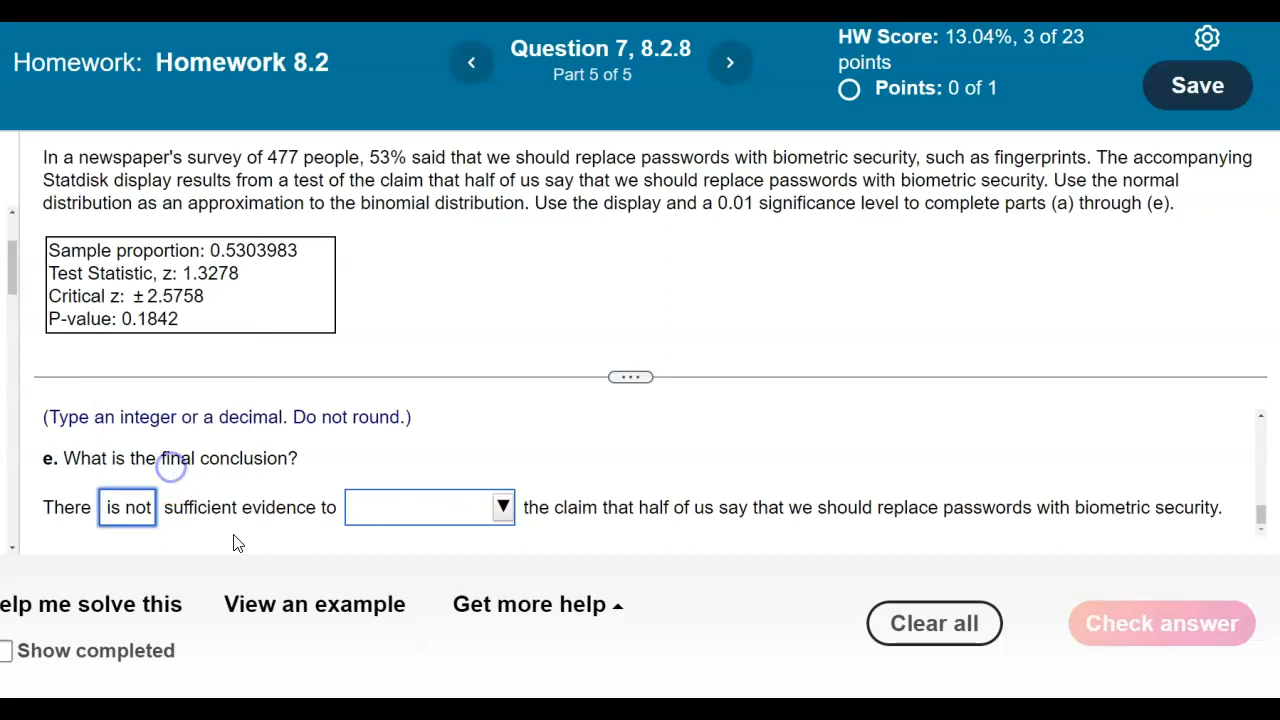 Homework: Homework 8.2
Question 7, 8.2.8
Part 5 of 5
HW Score: 13.04%, 3 of 23
points
Points: 0 of 1
Save
In a newspaper's survey of 477 people, 53% said that we should replace passwords with biometric security, such as fingerprints. The accompanying
Statdisk display results from a test of the claim that half of us say that we should replace passwords with biometric security. Use the normal
distribution as an approximation to the binomial distribution. Use the display and a 0.01 significance level to complete parts (a) through (e).
Sample proportion: 0.5303983
Test Statistic, z: 1.3278
Critical z: ±2.5758
P-value: 0.1842
(Type an integer or a decimal. Do not round.)
e. What is the final conclusion?
There is not sufficient evidence to the claim that half of us say that we should replace passwords with biometric security.
elp me solve this
View an example
Get more help
Clear all
Check answer
Show completed